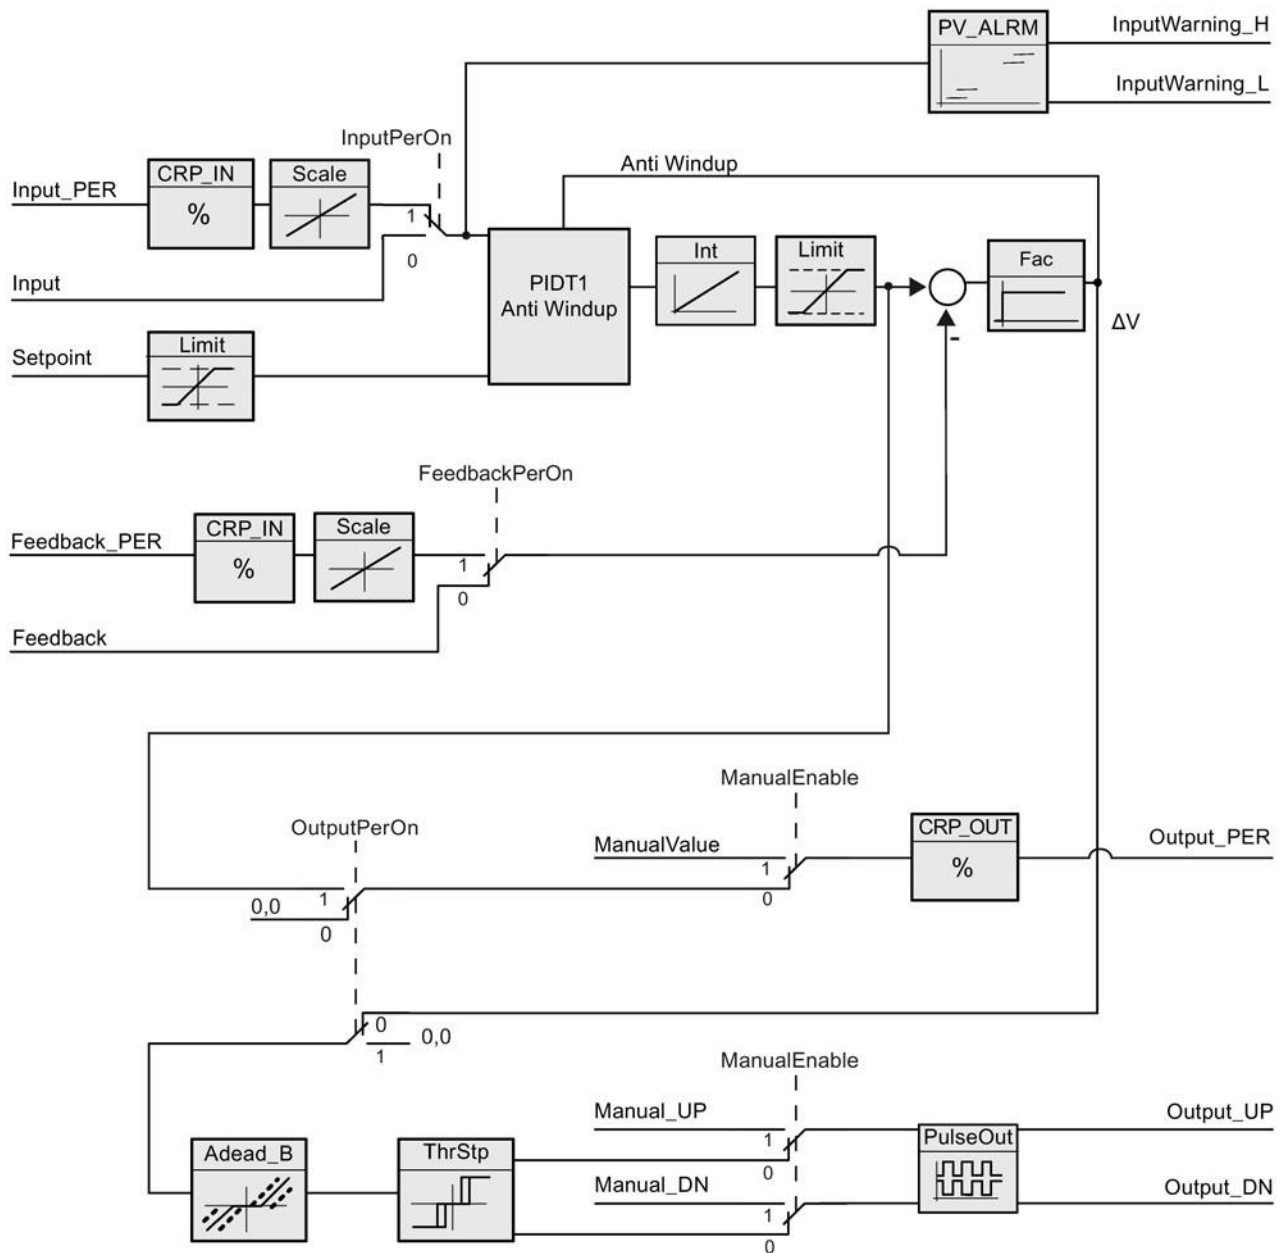 PV_ALRM
InputWarning_H
InputWarning_L
InputPerOn
Anti Windup
Input_PER
CRP_IN
%
Scale
1
0
Input
PIDT1
Anti Windup
Int
Limit
Fac
ΔV
-
Setpoint
Limit
FeedbackPerOn
Feedback_PER
CRP_IN
%
Scale
1
0
Feedback
ManualEnable
OutputPerOn
ManualValue
1
0
CRP_OUT
%
Output_PER
0,0
1
0
0
1
0,0
ManualEnable
Manual_UP
1
0
Output_UP
Adead_B
ThrStp
PulseOut
Manual_DN
1
0
Output_DN